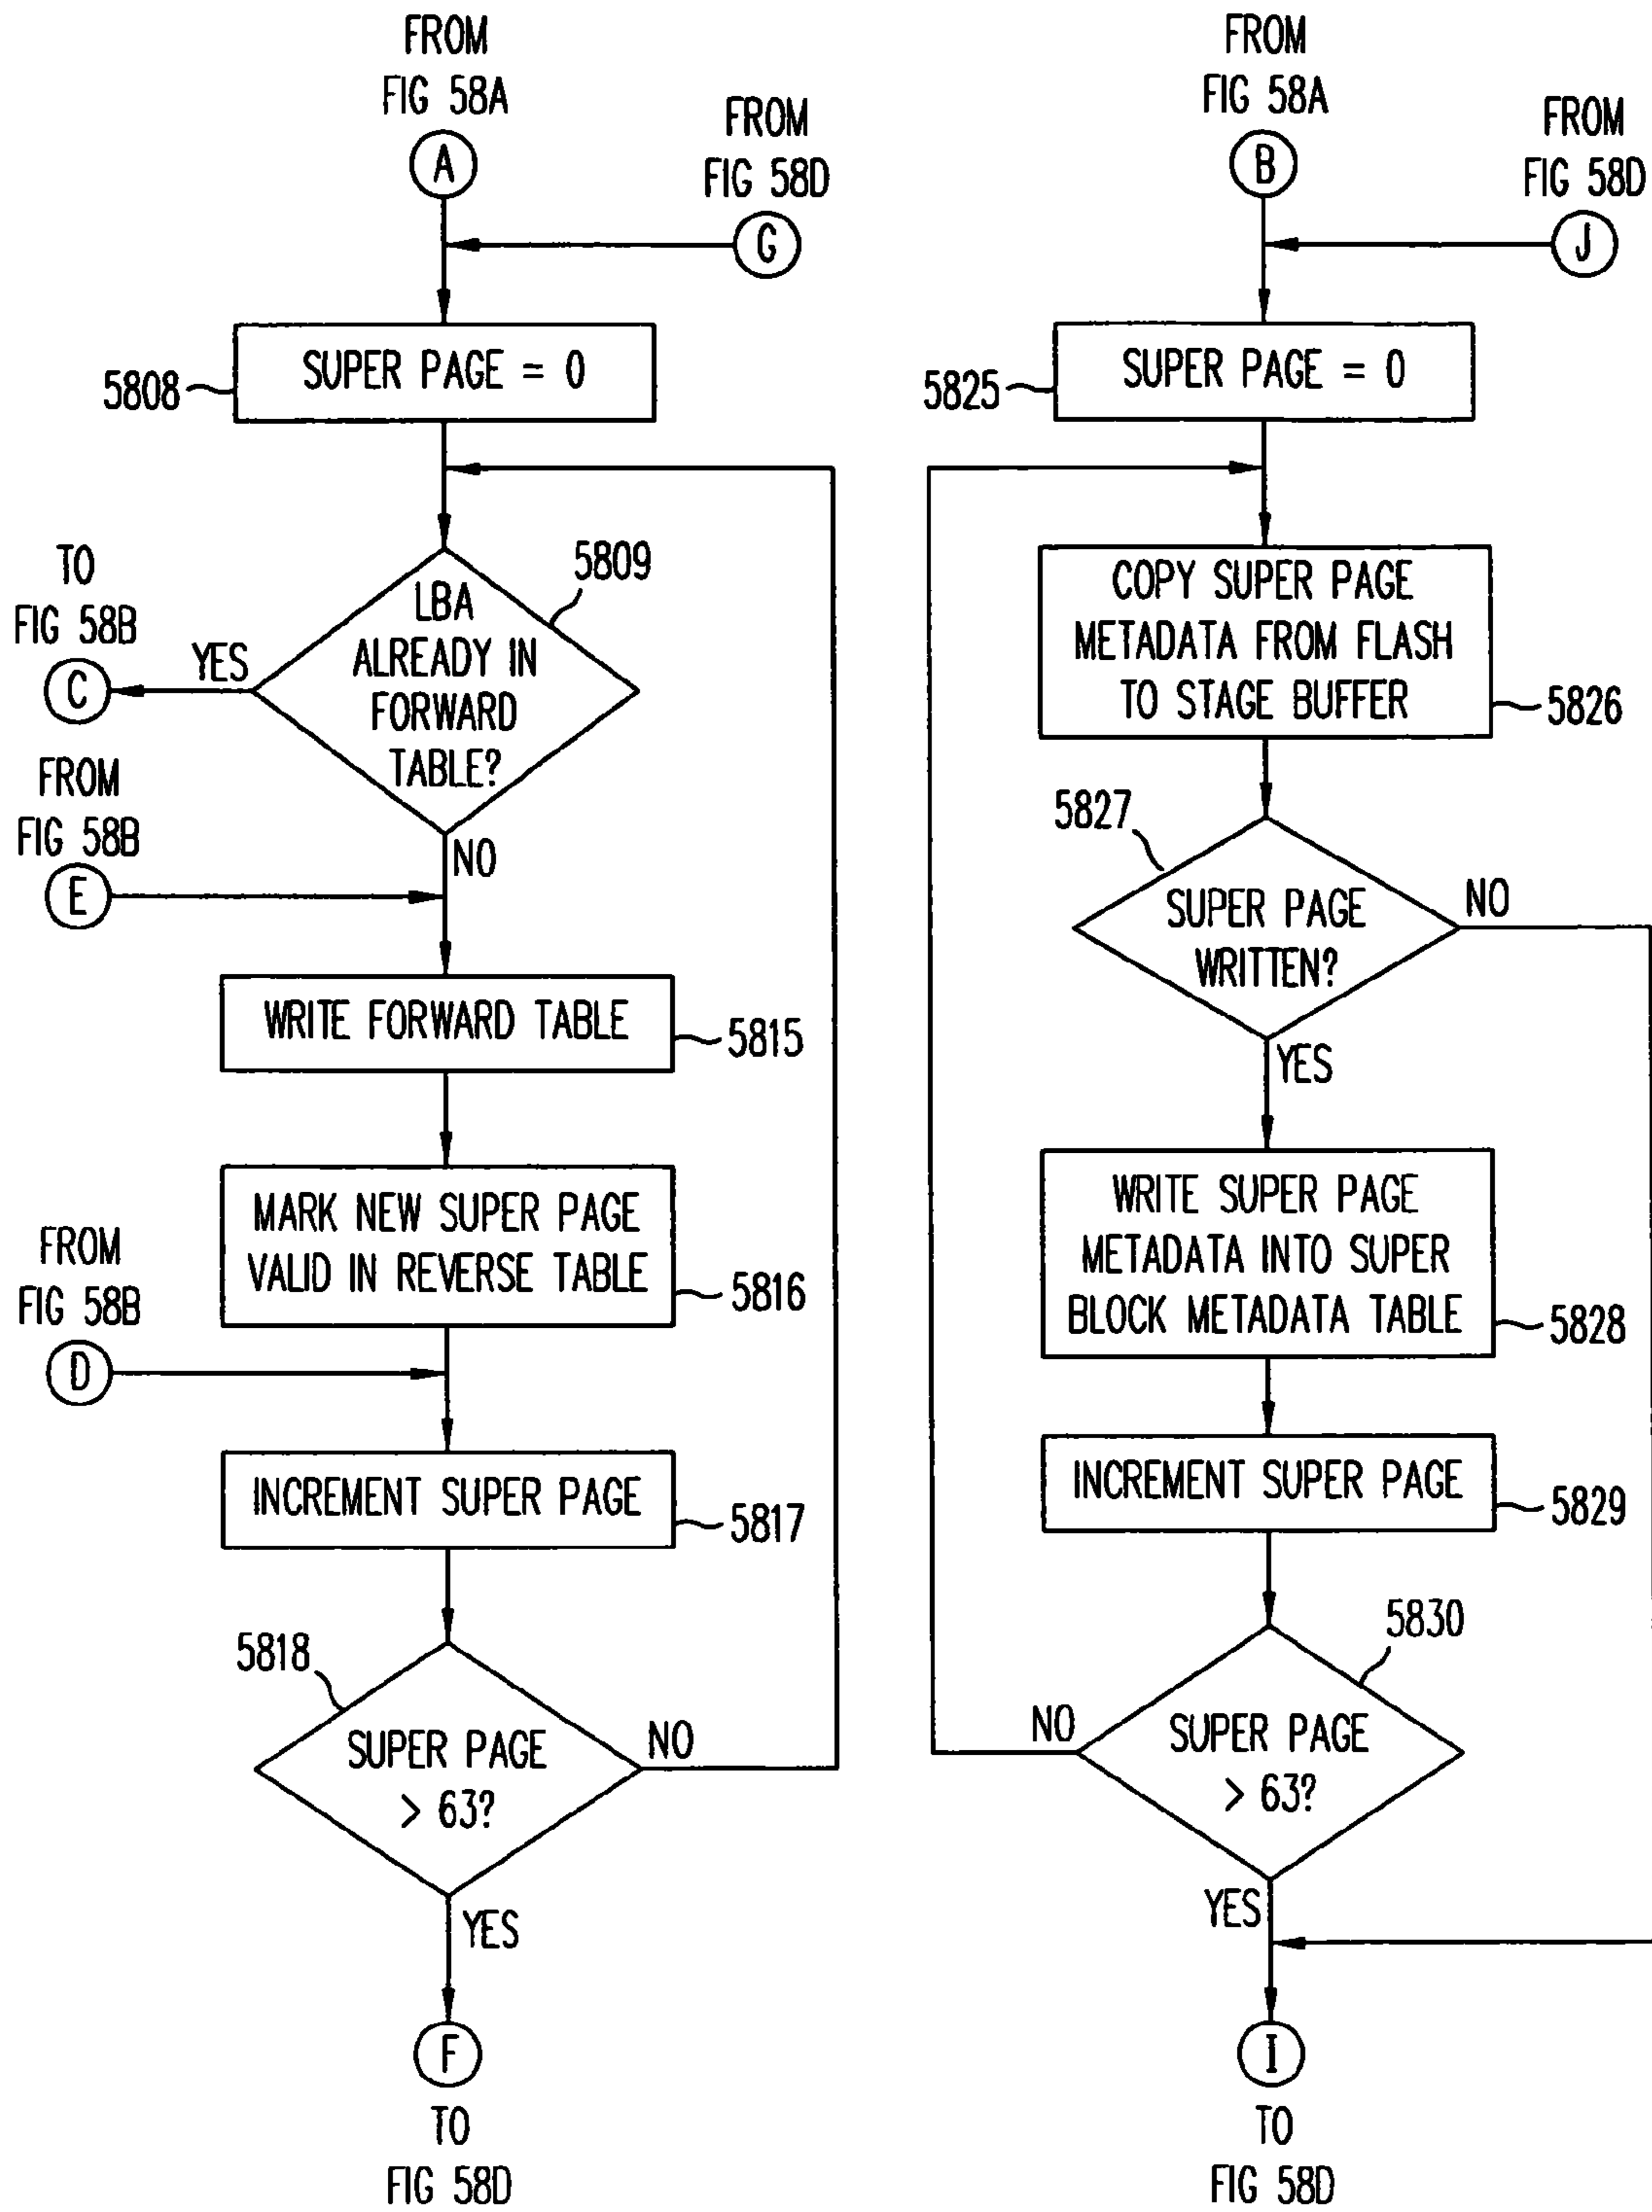 FROM
FIG 58A
A
FROM
FIG 58D
G
SUPER PAGE = 0
5808
LBA
ALREADY IN
FORWARD
TABLE?
5809
YES
TO
FIG 58B
C
NO
FROM
FIG 58B
E
WRITE FORWARD TABLE
5815
MARK NEW SUPER PAGE
VALID IN REVERSE TABLE
5816
FROM
FIG 58B
D
INCREMENT SUPER PAGE
5817
5818
SUPER PAGE
> 63?
NO
YES
F
TO
FIG 58D
FROM
FIG 58A
B
FROM
FIG 58D
J
SUPER PAGE = 0
5825
COPY SUPER PAGE
METADATA FROM FLASH
TO STAGE BUFFER
5826
5827
SUPER PAGE
WRITTEN?
NO
YES
WRITE SUPER PAGE
METADATA INTO SUPER
BLOCK METADATA TABLE
5828
INCREMENT SUPER PAGE
5829
5830
SUPER PAGE
> 63?
NO
YES
I
TO
FIG 58D